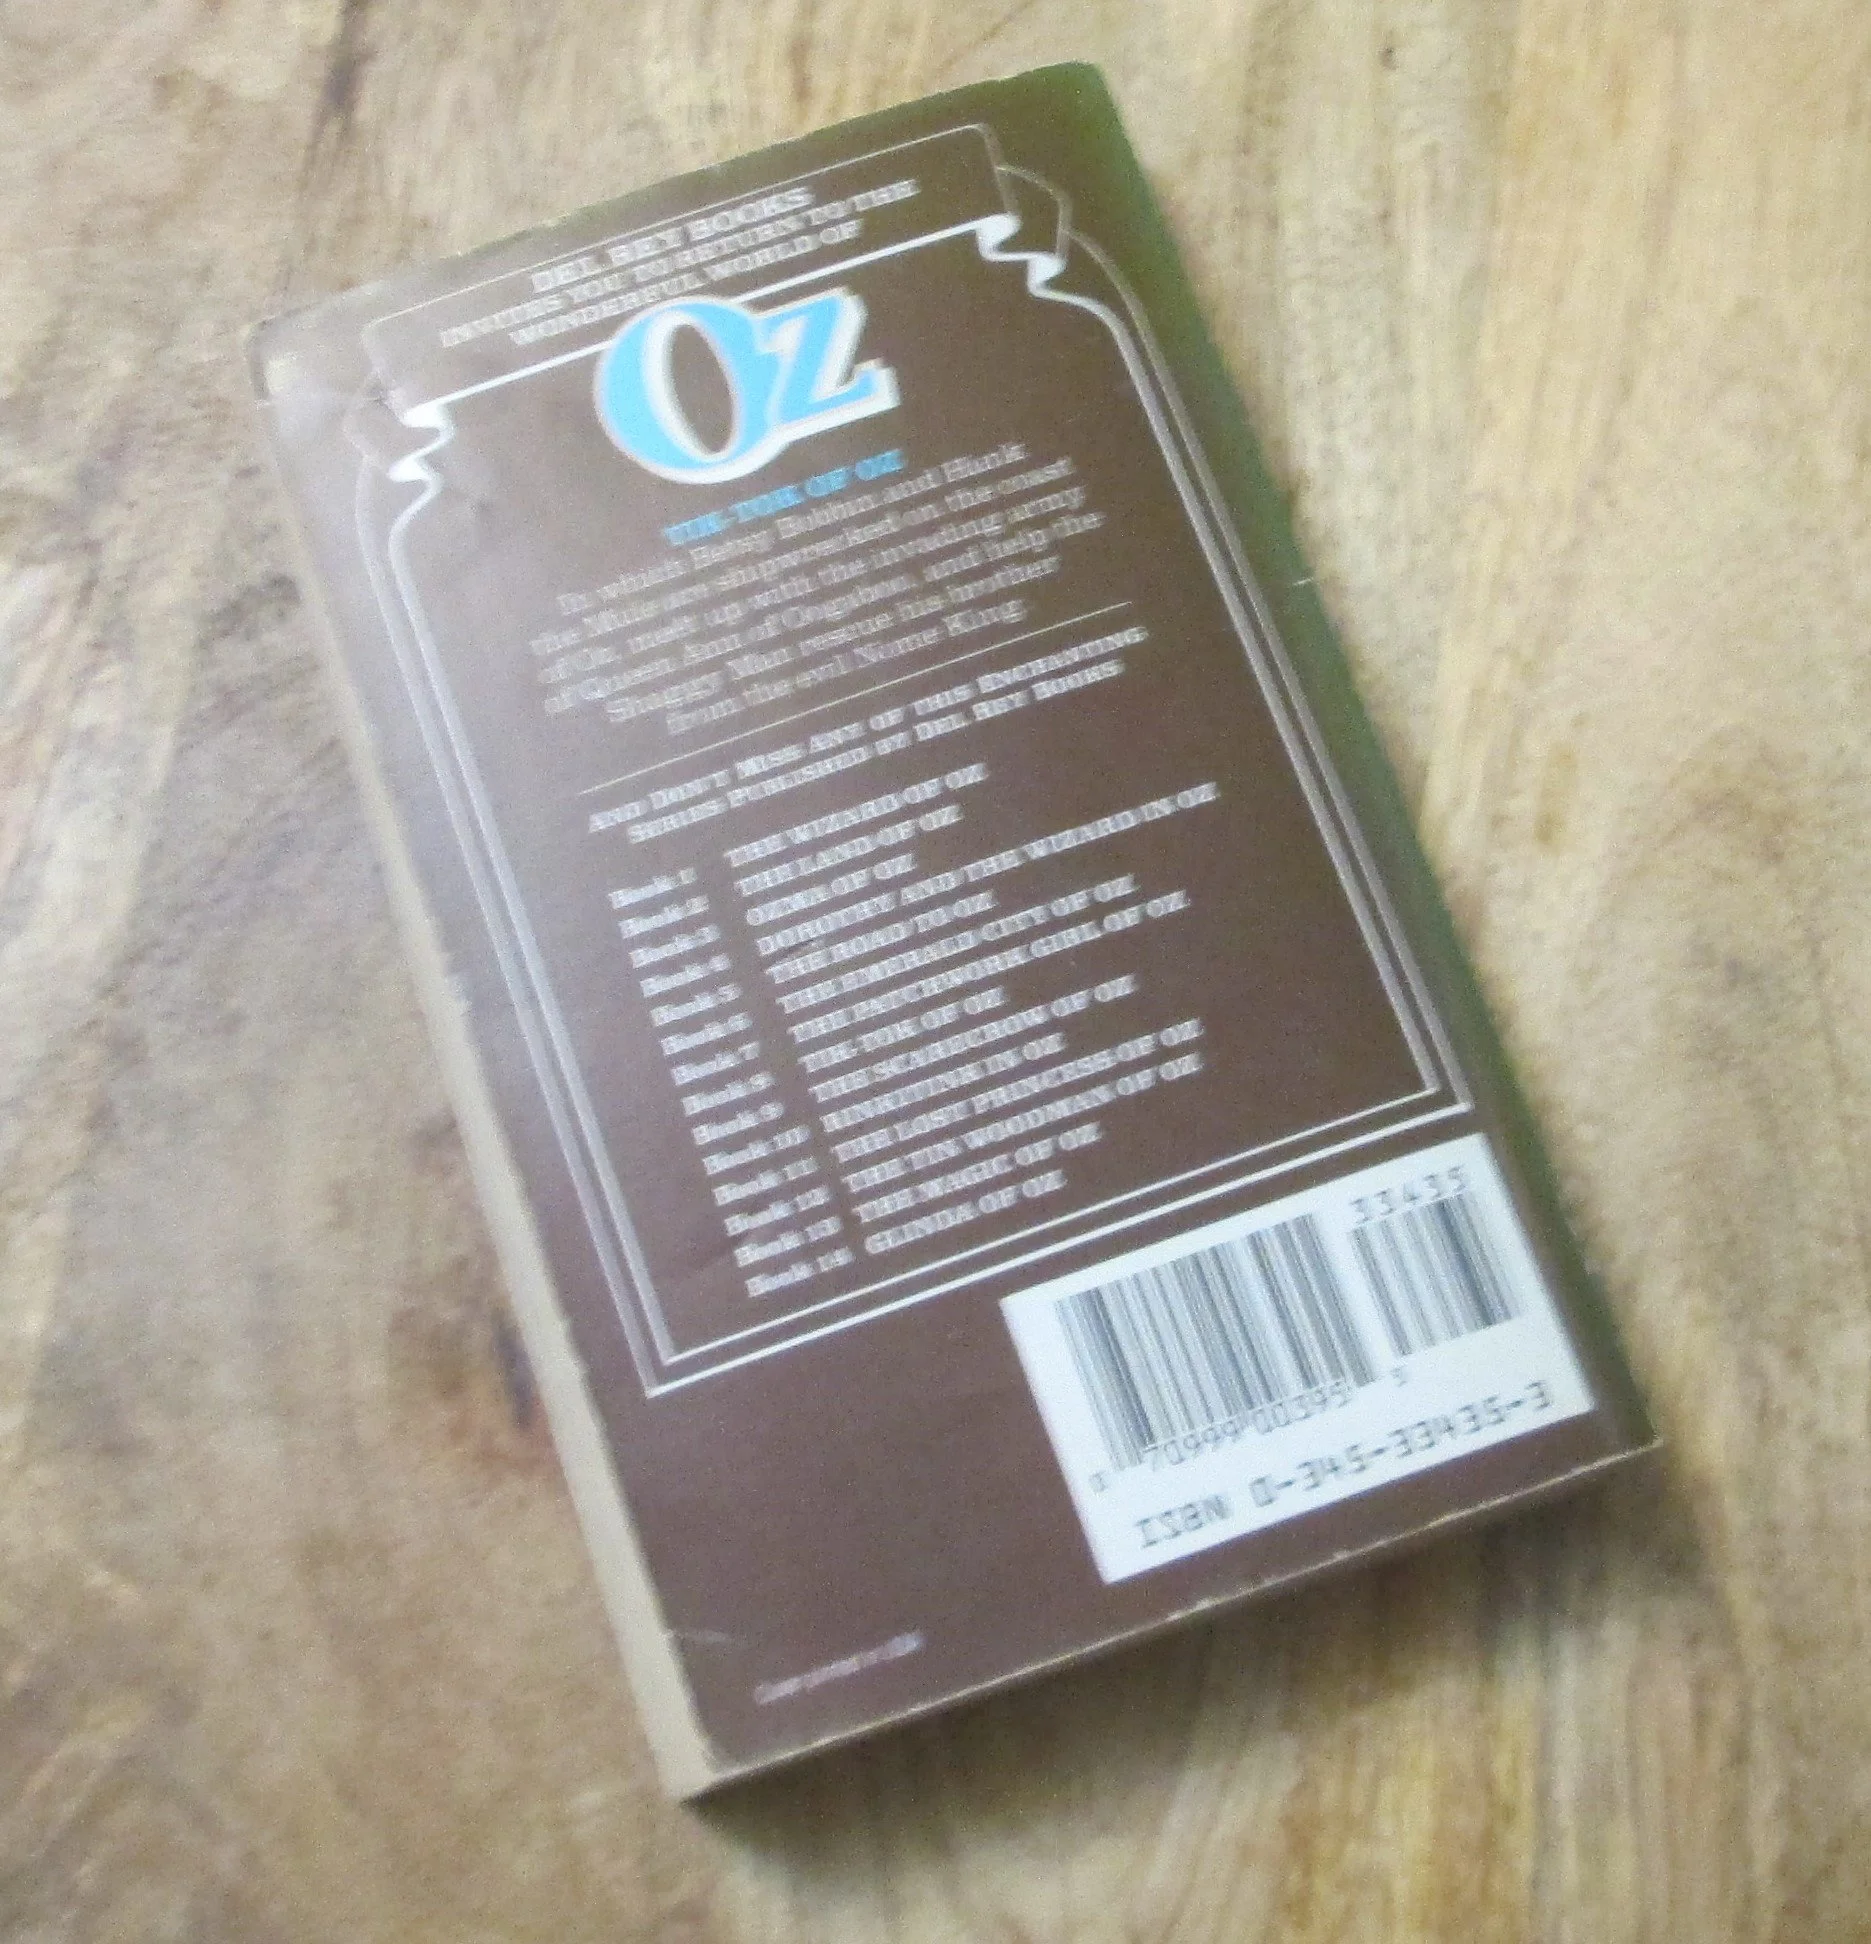 DEL REY BOOKS
INVITES YOU TO RETURN TO THE
WONDERFUL WORLD OF
Oz
TIK-TOK OF OZ
In which Betsy Bobbin and Hank
the Mule are shipwrecked on the coast
of Oz, meet up with the invading army
of Queen Ann of Oogaboo, and help the
Shaggy Man rescue his brother
from the evil Nome King
AND DON'T MISS ANY OF THIS ENCHANTING
SERIES PUBLISHED BY DEL REY BOOKS
Book 1 THE WIZARD OF OZ
Book 2 THE LAND OF OZ
Book 3 OZMA OF OZ
Book 4 DOROTHY AND THE WIZARD IN OZ
Book 5 THE ROAD TO OZ
Book 6 THE EMERALD CITY OF OZ
Book 7 THE PATCHWORK GIRL OF OZ
Book 8 TIK-TOK OF OZ
Book 9 THE SCARECROW OF OZ
Book 10 RINKITINK IN OZ
Book 11 THE LOST PRINCESS OF OZ
Book 12 THE TIN WOODMAN OF OZ
Book 13 THE MAGIC OF OZ
Book 14 GLINDA OF OZ
33435
0 70999 00395 5
ISBN 0-345-33435-3